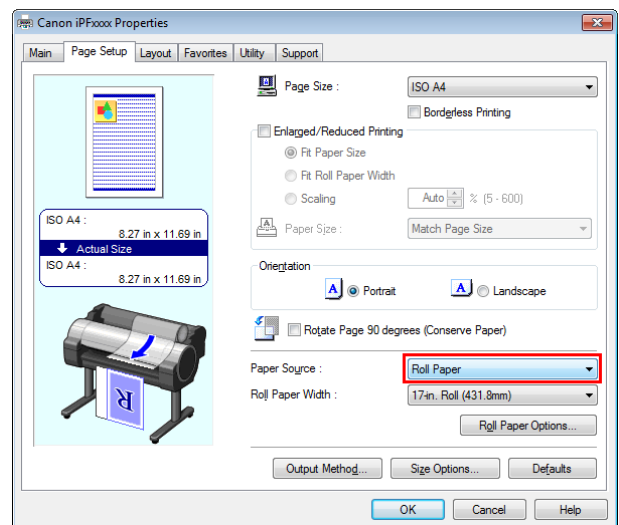 Canon iPFxxxx Properties
Main Page Setup Layout Favorites Utility Support
Page Size : ISO A4
Borderless Printing
Enlarged/Reduced Printing
Fit Paper Size
Fit Roll Paper Width
Scaling Auto % (5 - 600)
Paper Size : Match Page Size
ISO A4 :
8.27 in x 11.69 in
Actual Size
ISO A4 :
8.27 in x 11.69 in
Orientation
A Portrait A Landscape
Rotate Page 90 degrees (Conserve Paper)
Paper Source : Roll Paper
Roll Paper Width : 17-in. Roll (431.8mm)
Roll Paper Options...
R
Output Method... Size Options... Defaults
OK Cancel Help